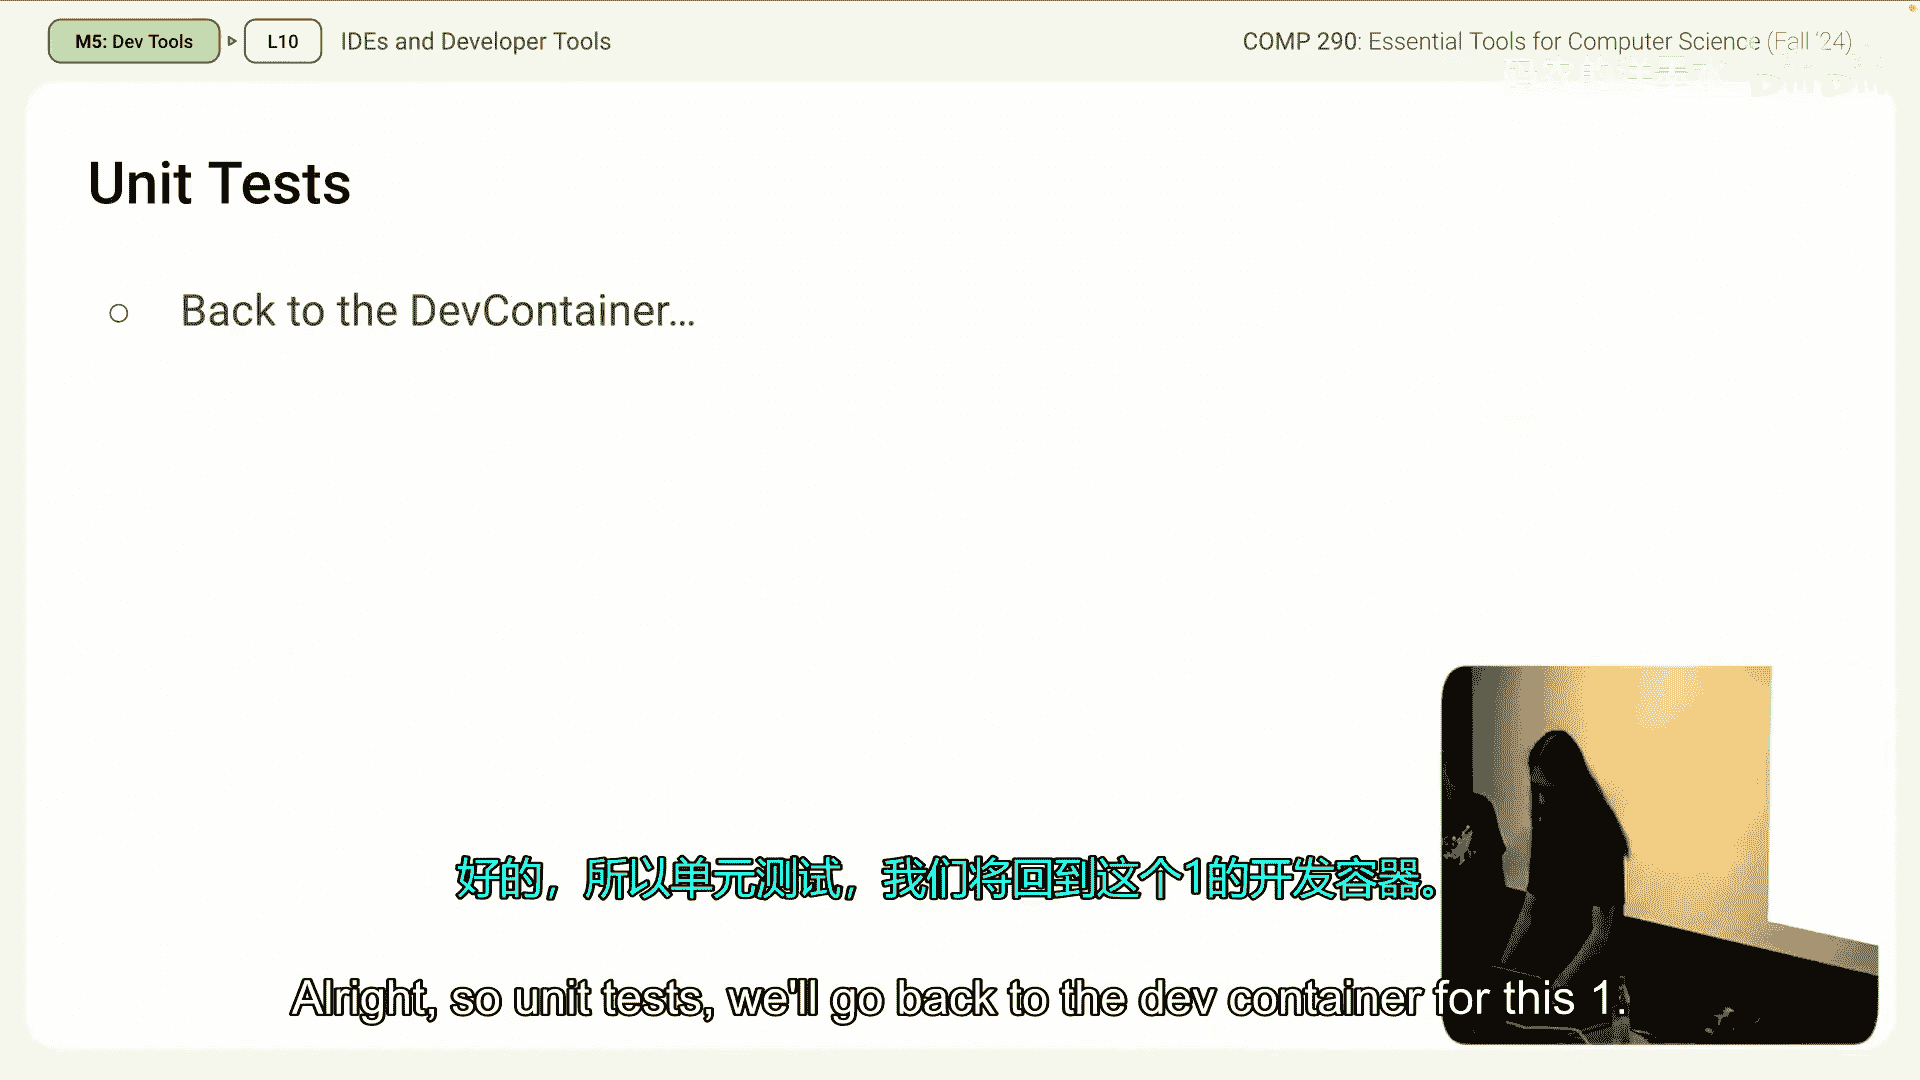 M5: Dev Tools
L10
IDEs and Developer Tools
COMP 290: Essential Tools for Computer Science (Fall ‘24)
Unit Tests
Back to the DevContainer...
好的，所以单元测试，我们将回到这个1的开发容器。
Alright, so unit tests, we'll go back to the dev container for this 1.